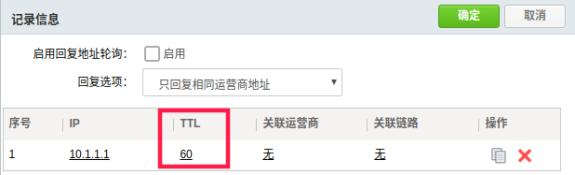 记录信息
确定
取消
启用回复地址轮询：
启用
回复选项：
只回复相同运营商地址
序号 IP TTL 关联运营商 关联链路 操作
1 10.1.1.1 60 无 无